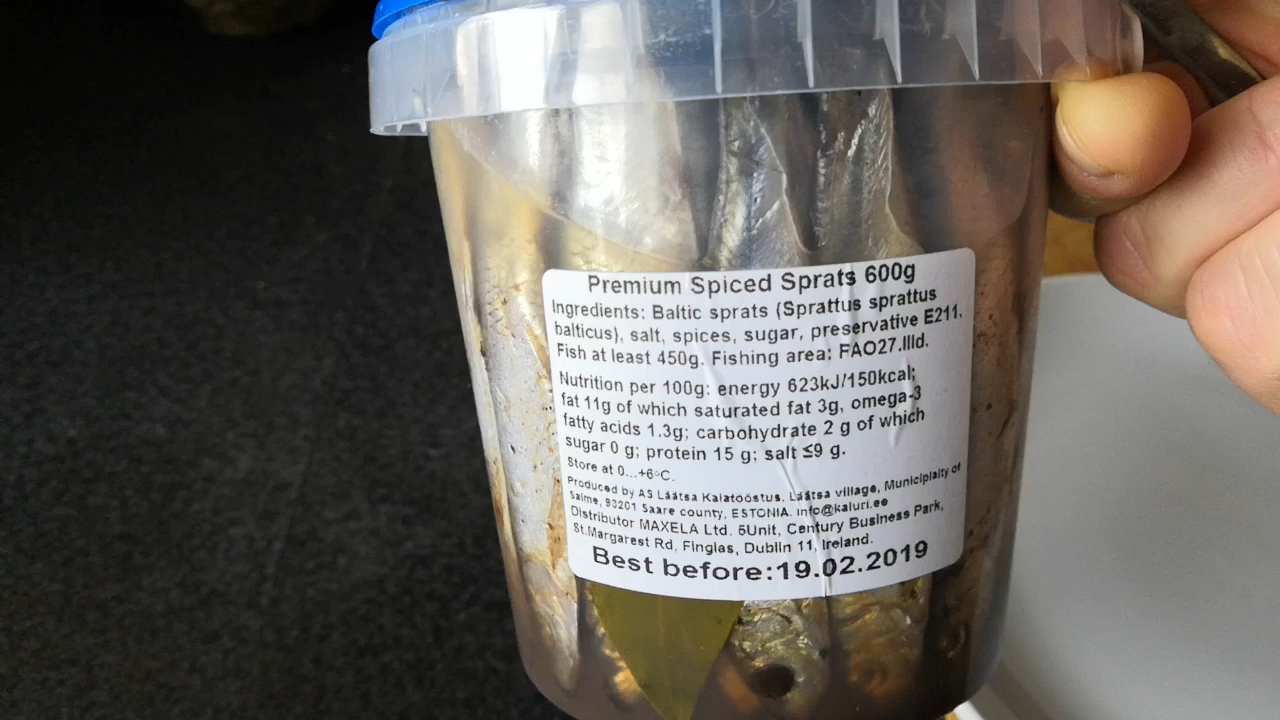 Premium Spiced Sprats 600g
Ingredients: Baltic sprats (Sprattus sprattus
balticus), salt, spices, sugar, preservative E211.
Fish at least 450g. Fishing area: FAO27.IIId.
Nutrition per 100g: energy 623kJ/150kcal;
fat 11g of which saturated fat 3g, omega-3
fatty acids 1.3g; carbohydrate 2 g of which
sugar 0 g; protein 15 g; salt ≤9 g.
Store at 0...+6°C.
Produced by AS Läätsa Kalatööstus. Läätsa village, Municiplalty of
Salme, 93201 Saare county, ESTONIA. info@kaluri.ee
Distributor MAXELA Ltd. 5Unit, Century Business Park,
St.Margarest Rd, Finglas, Dublin 11, Ireland.
Best before:19.02.2019